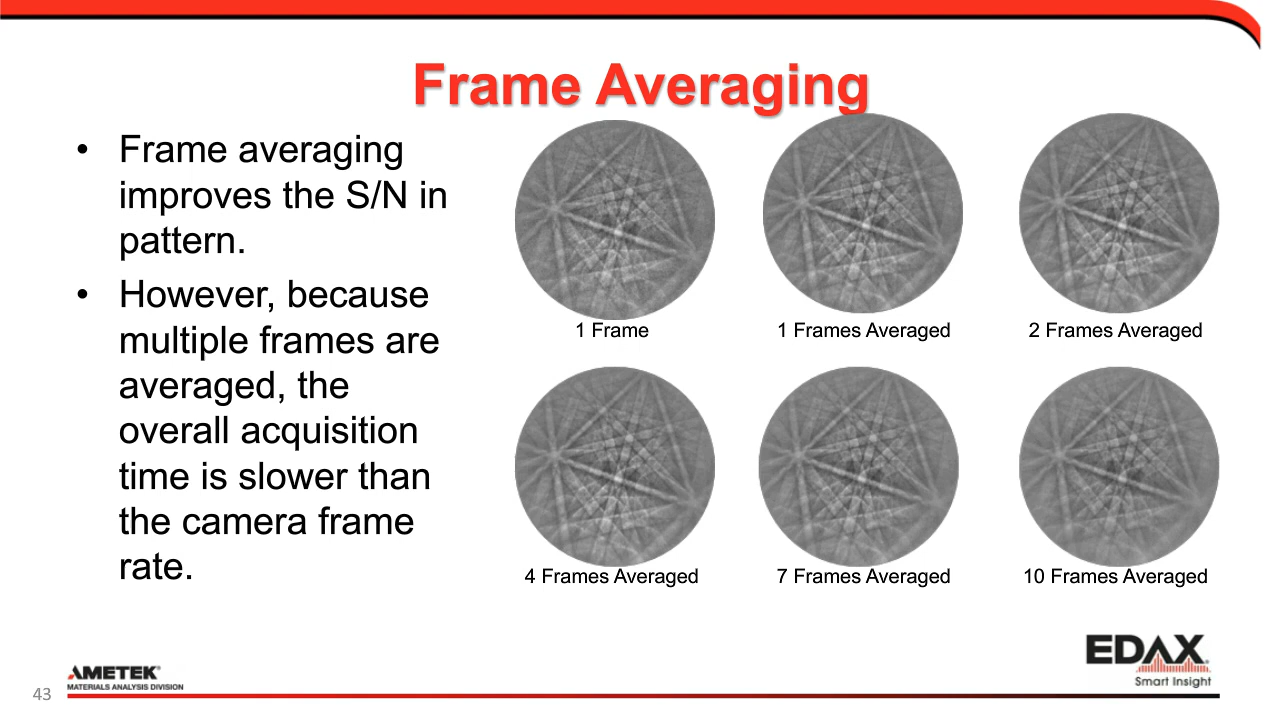 Frame Averaging
• Frame averaging
improves the S/N in
pattern.
• However, because
multiple frames are
averaged, the
overall acquisition
time is slower than
the camera frame
rate.
1 Frame
1 Frames Averaged
2 Frames Averaged
4 Frames Averaged
7 Frames Averaged
10 Frames Averaged
43
AMETEK®
MATERIALS ANALYSIS DIVISION
EDAX
Smart Insight